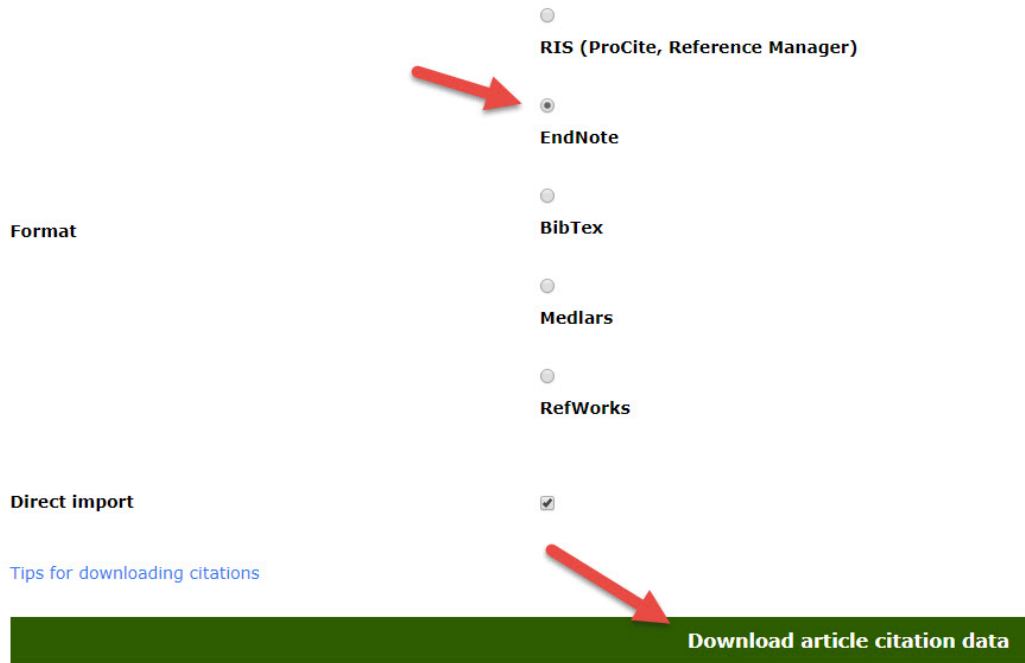 RIS (ProCite, Reference Manager)
EndNote
Format
BibTex
Medlars
RefWorks
Direct import
Tips for downloading citations
Download article citation data